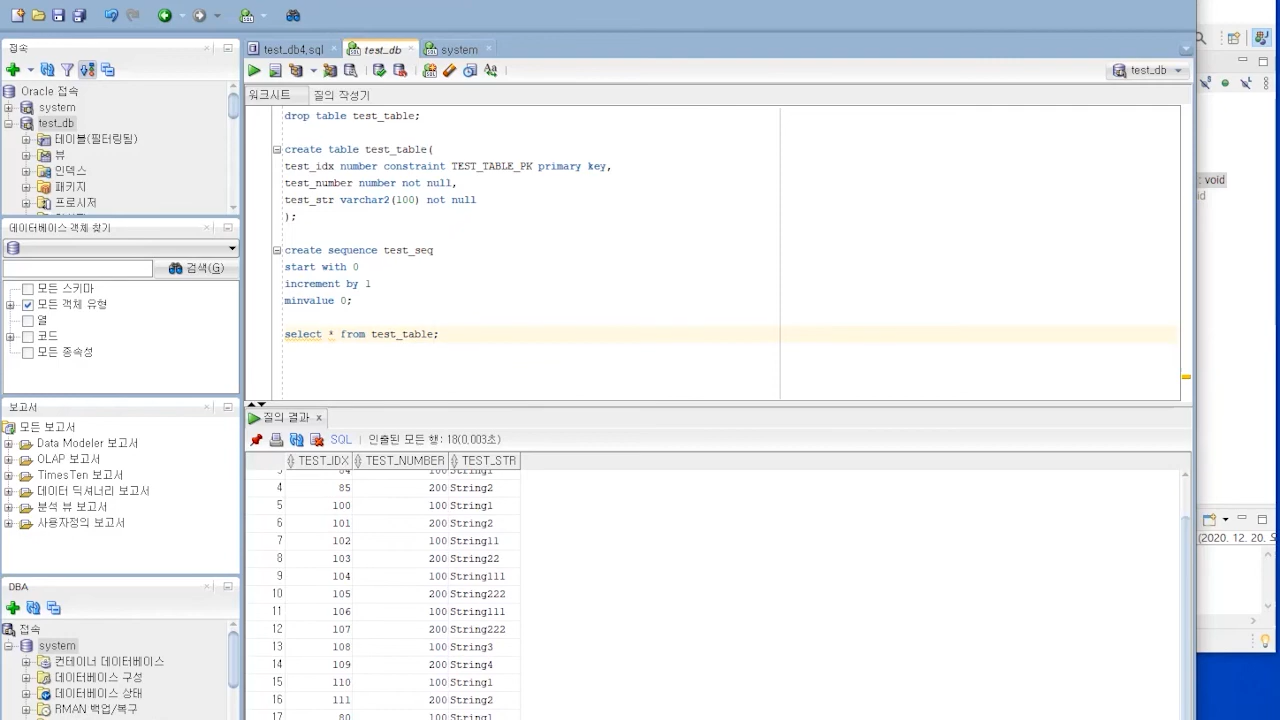 접속
test_db4,sql
test_db
system
test_db
Oracle 접속
system
test_db
테이블(필터링됨)
뷰
인덱스
패키지
프로시저
워크시트
질의 작성기
drop table test_table;
create table test_table(
test_idx number constraint TEST_TABLE_PK primary key,
test_number number not null,
test_str varchar2(100) not null
);
create sequence test_seq
start with 0
increment by 1
minvalue 0;
select * from test_table;
: void
데이터베이스 객체 찾기
검색(G)
모든 스키마
모든 객체 유형
열
코드
모든 종속성
보고서
모든 보고서
Data Modeler 보고서
OLAP 보고서
TimesTen 보고서
데이터 딕셔너리 보고서
분석 뷰 보고서
사용자정의 보고서
질의 결과
SQL
인출된 모든 행: 18(0,003초)
TEST_IDX TEST_NUMBER TEST_STR
3 84 100 String1
4 85 200 String2
5 100 100 String1
6 101 200 String2
7 102 100 String11
8 103 200 String22
9 104 100 String111
10 105 200 String222
11 106 100 String111
12 107 200 String222
13 108 100 String3
14 109 200 String4
15 110 100 String1
16 111 200 String2
17 80 100 String1
(2020. 12. 20.
DBA
접속
system
컨테이너 데이터베이스
데이터베이스 구성
데이터베이스 상태
RMAN 백업/복구